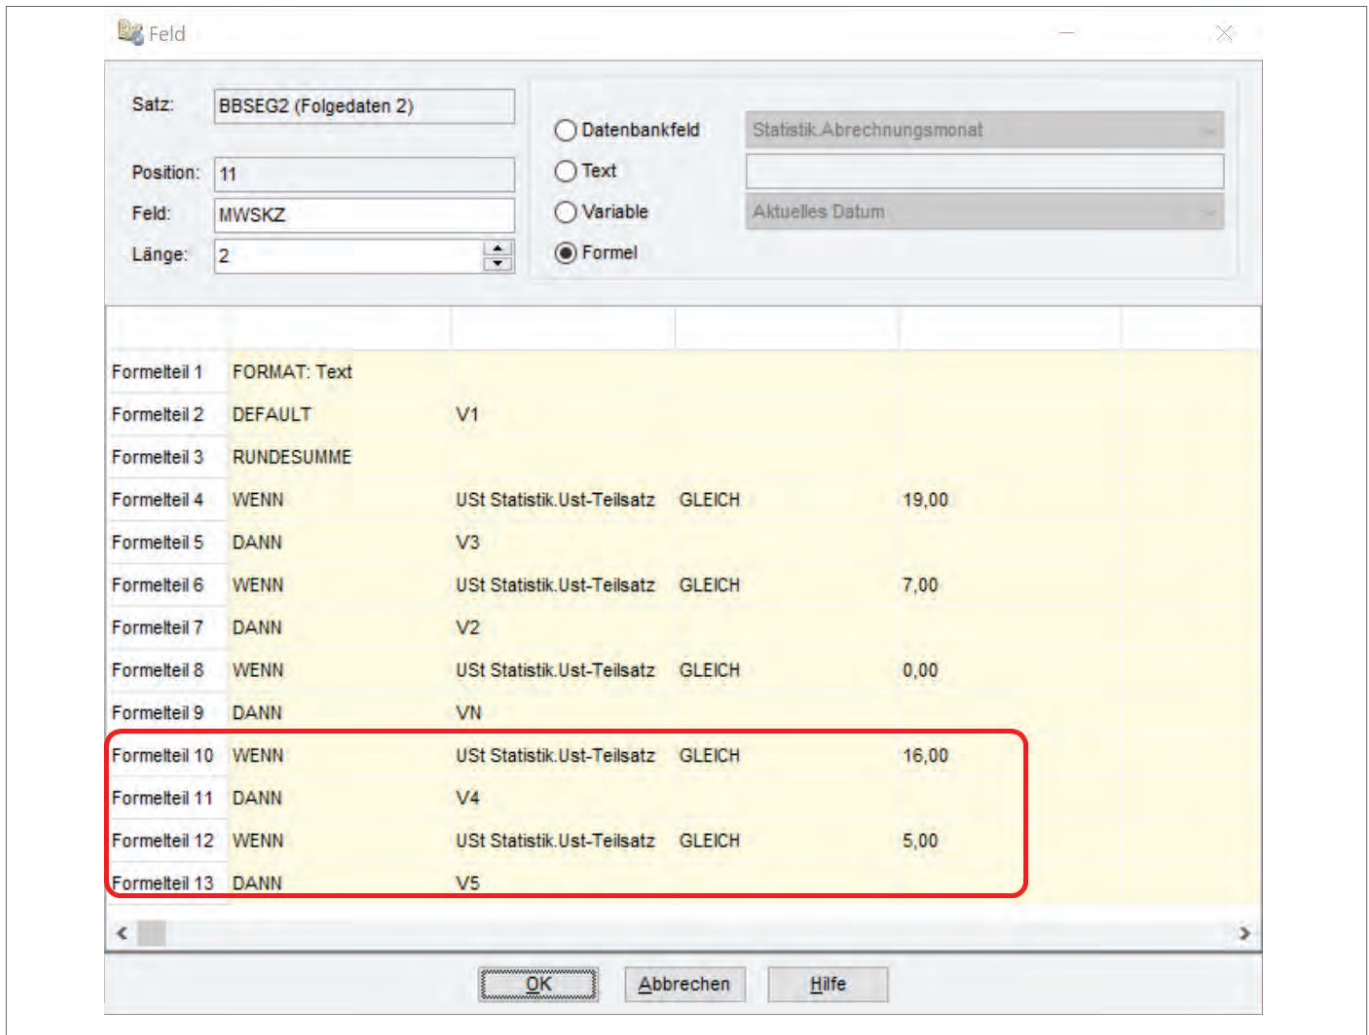 Feld
Satz: BBSEG2 (Folgedaten 2)
Position: 11
Feld: MWSKZ
Länge: 2
Datenbankfeld Statistik.Abrechnungsmonat
Text
Variable Aktuelles Datum
Formel
Formelteil 1 FORMAT: Text
Formelteil 2 DEFAULT V1
Formelteil 3 RUNDESUMME
Formelteil 4 WENN USt Statistik.Ust-Teilsatz GLEICH 19,00
Formelteil 5 DANN V3
Formelteil 6 WENN USt Statistik.Ust-Teilsatz GLEICH 7,00
Formelteil 7 DANN V2
Formelteil 8 WENN USt Statistik.Ust-Teilsatz GLEICH 0,00
Formelteil 9 DANN VN
Formelteil 10 WENN USt Statistik.Ust-Teilsatz GLEICH 16,00
Formelteil 11 DANN V4
Formelteil 12 WENN USt Statistik.Ust-Teilsatz GLEICH 5,00
Formelteil 13 DANN V5
OK Abbrechen Hilfe